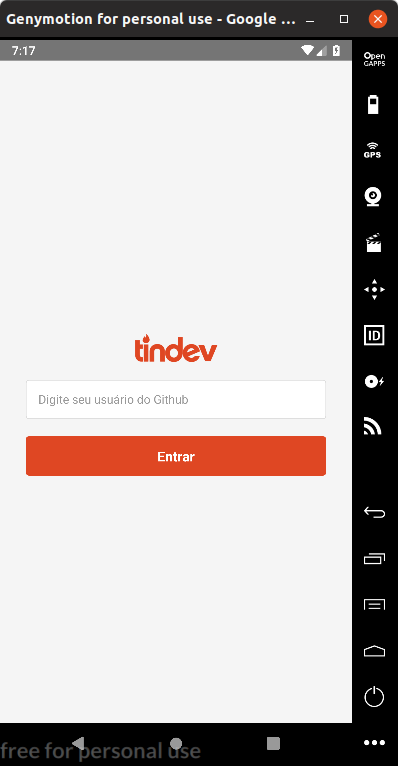 Genymotion for personal use - Google ...
7:17
Open
GAPPS
GPS
ID
tindev
Digite seu usuário do Github
Entrar
free for personal use